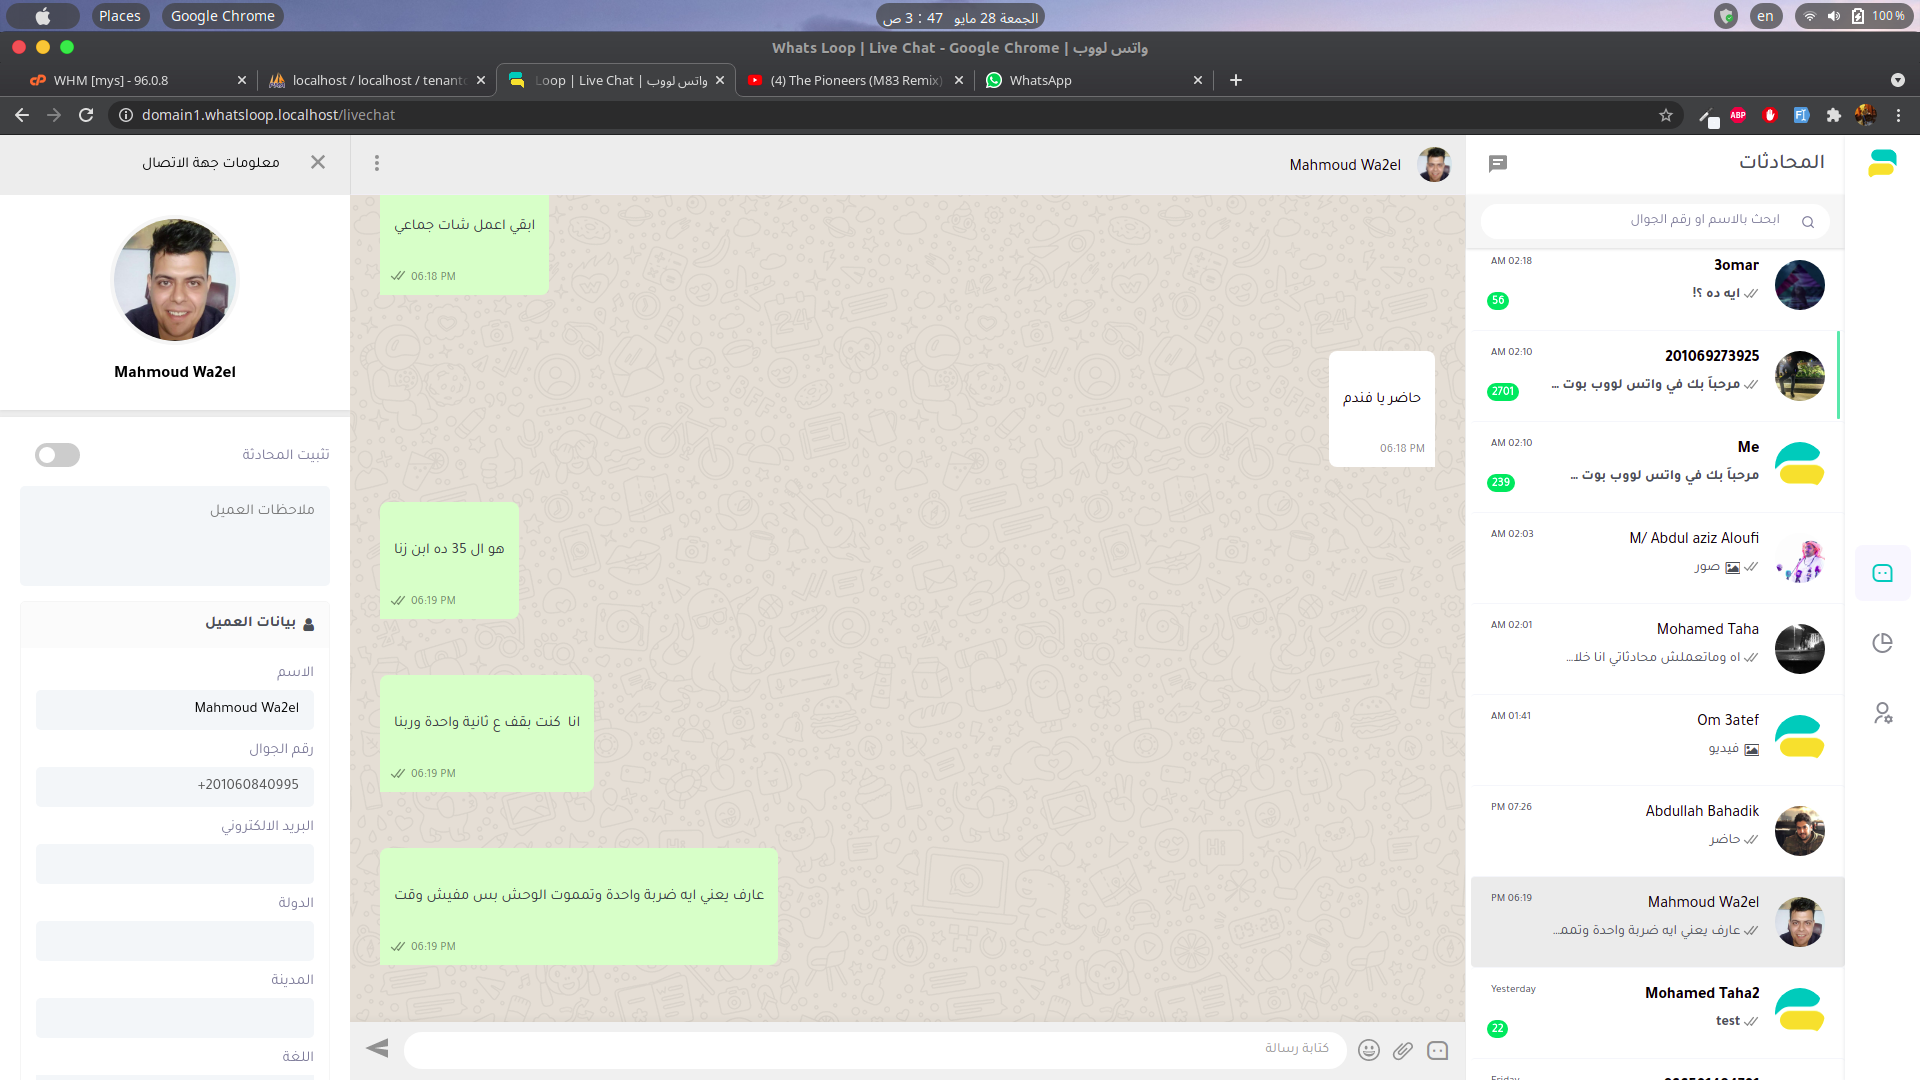 Places
Google Chrome
الجمعة 28 مايو 47 : 3 ص
en
100 %
Whats Loop | Live Chat - Google Chrome | واتس لووب
WHM [mys] - 96.0.8
localhost / localhost / tenant
Loop | Live Chat | واتس لووب
(4) The Pioneers (M83 Remix)
WhatsApp
domain1.whatsloop.localhost/livechat
ABP
المحادثات
ابحث بالاسم او رقم الجوال
3omar
AM 02:18
ايه ده ؟!
56
201069273925
AM 02:10
مرحباً بك في واتس لووب بوت ...
2701
Me
AM 02:10
مرحباً بك في واتس لووب بوت ...
239
M/ Abdul aziz Aloufi
AM 02:03
صور
Mohamed Taha
AM 02:01
اه وماتعملش محادثاتي انا خلا...
Om 3atef
AM 01:41
فيديو
Abdullah Bahadik
PM 07:26
حاضر
Mahmoud Wa2el
PM 06:19
عارف يعني ايه ضربة واحدة وتمم...
Mohamed Taha2
Yesterday
test
22
Friday
Mahmoud Wa2el
ابقي اعمل شات جماعي
06:18 PM
حاضر يا فندم
06:18 PM
هو ال 35 ده ابن زنا
06:19 PM
انا كنت بقف ع ثانية واحدة وربنا
06:19 PM
عارف يعني ايه ضربة واحدة وتمموت الوحش بس مفيش وقت
06:19 PM
كتابة رسالة
معلومات جهة الاتصال
Mahmoud Wa2el
تثبيت المحادثة
ملاحظات العميل
بيانات العميل
الاسم
Mahmoud Wa2el
رقم الجوال
+201060840995
البريد الالكتروني
الدولة
المدينة
اللغة